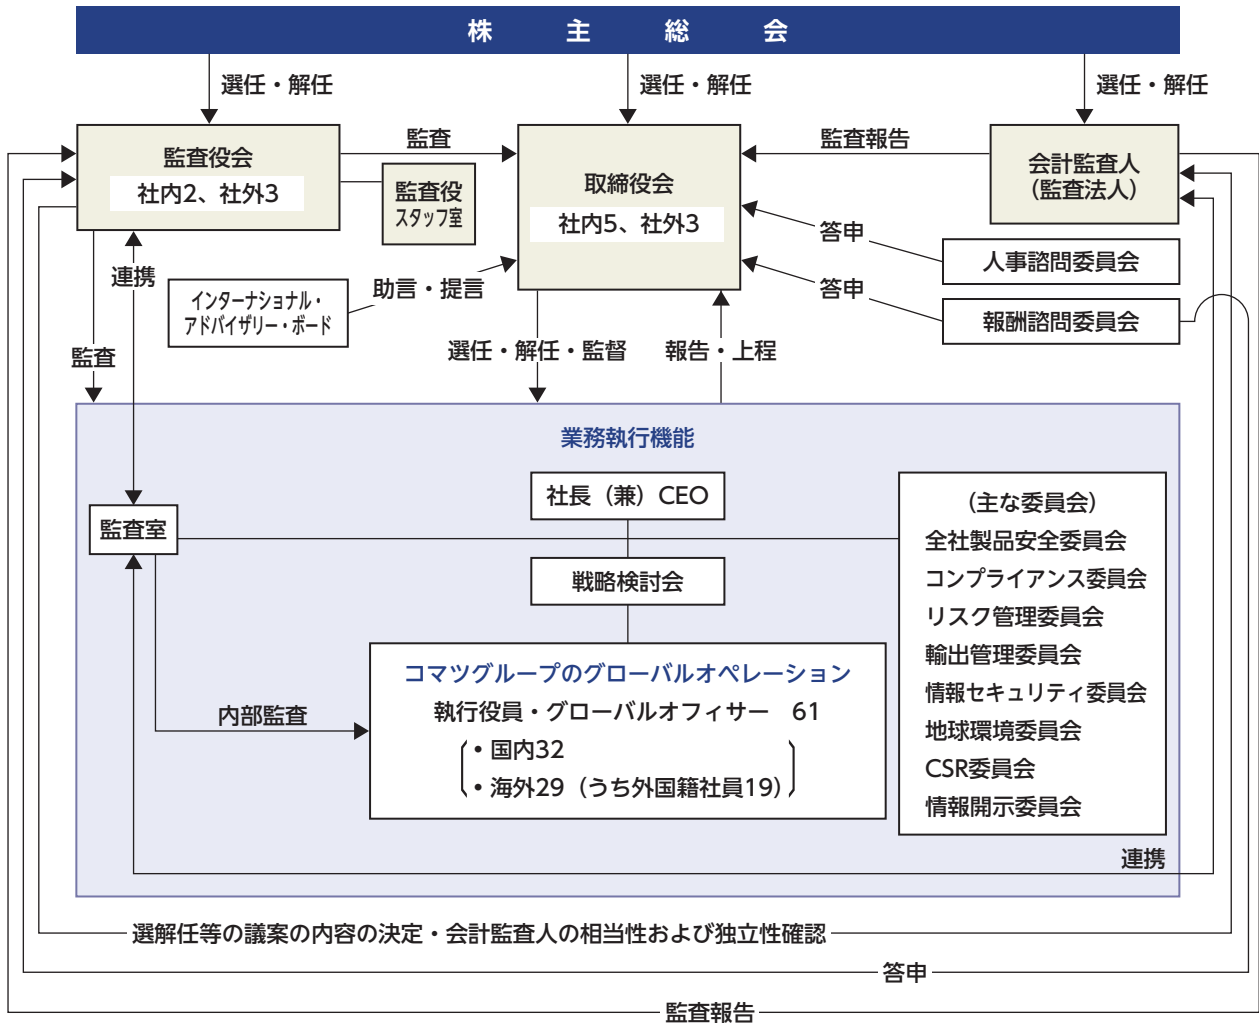 株主総会
選任・解任
選任・解任
選任・解任
監査役会
社内2、社外3
監査
監査役
スタッフ室
取締役会
社内5、社外3
監査報告
会計監査人
(監査法人)
答申
人事諮問委員会
答申
報酬諮問委員会
連携
インターナショナル・
アドバイザリー・ボード
助言・提言
監査
選任・解任・監督
報告・上程
業務執行機能
社長(兼)CEO
監査室
戦略検討会
(主な委員会)
全社製品安全委員会
コンプライアンス委員会
リスク管理委員会
輸出管理委員会
情報セキュリティ委員会
地球環境委員会
CSR委員会
情報開示委員会
コマツグループのグローバルオペレーション
執行役員・グローバルオフィサー 61
・国内32
・海外29(うち外国籍社員19)
内部監査
連携
選解任等の議案の内容の決定・会計監査人の相当性および独立性確認
答申
監査報告